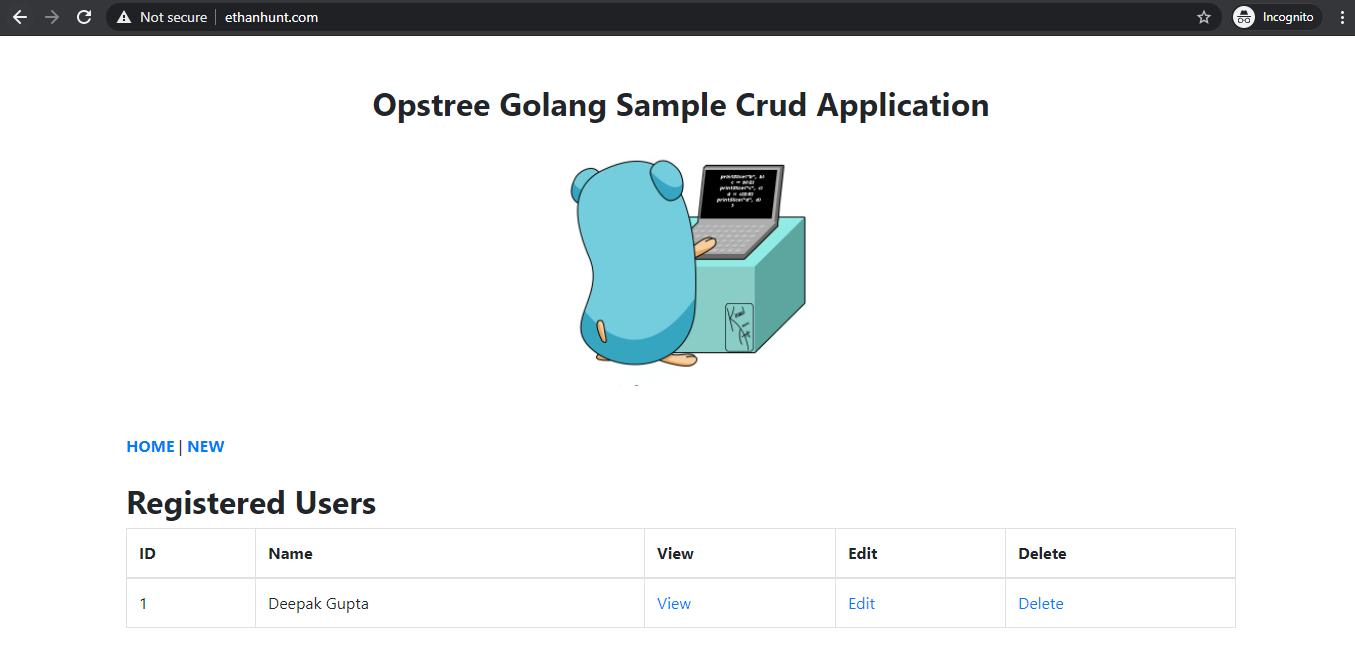 Not secure ethanhunt.com Incognito
Opstree Golang Sample Crud Application
HOME | NEW
Registered Users
ID Name View Edit Delete
1 Deepak Gupta View Edit Delete